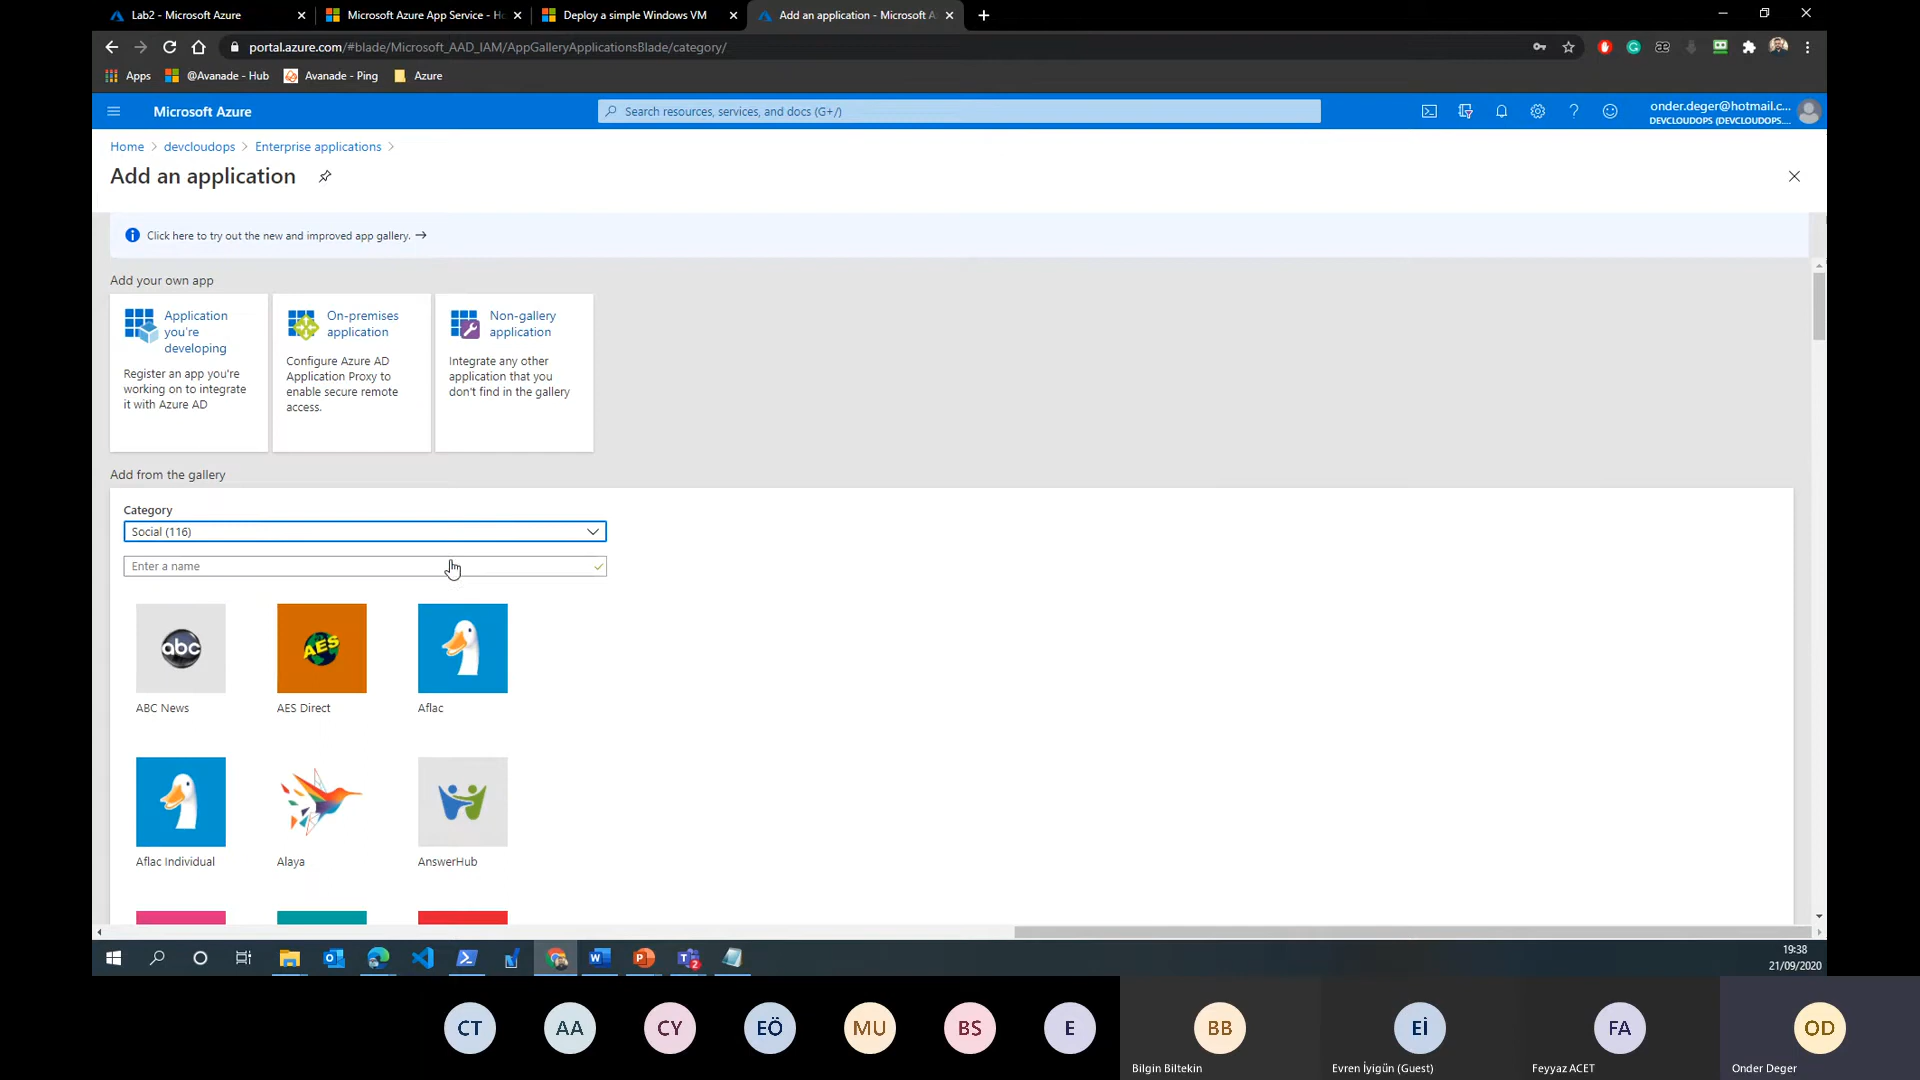 Lab2 - Microsoft Azure
Microsoft Azure App Service - H
Deploy a simple Windows VM
Add an application - Microsoft A
portal.azure.com/#blade/Microsoft_AAD_IAM/AppGalleryApplicationsBlade/category/
Apps
@Avanade - Hub
Avanade - Ping
Azure
Microsoft Azure
Search resources, services, and docs (G+/)
onder.deger@hotmail.c...
DEVCLOUDOPS (DEVCLOUDOPS....
Home > devcloudops > Enterprise applications >
Add an application
Click here to try out the new and improved app gallery. →
Add your own app
Application
you're
developing
Register an app you're
working on to integrate
it with Azure AD
On-premises
application
Configure Azure AD
Application Proxy to
enable secure remote
access.
Non-gallery
application
Integrate any other
application that you
don't find in the gallery
Add from the gallery
Category
Social (116)
Enter a name
abc
AES
ABC News
AES Direct
Aflac
Aflac Individual
Alaya
AnswerHub
2
19:38
21/09/2020
CT
AA
CY
EÖ
MU
BS
E
BB
Eİ
FA
OD
Bilgin Biltekin
Evren İyigün (Guest)
Feyyaz ACET
Onder Deger